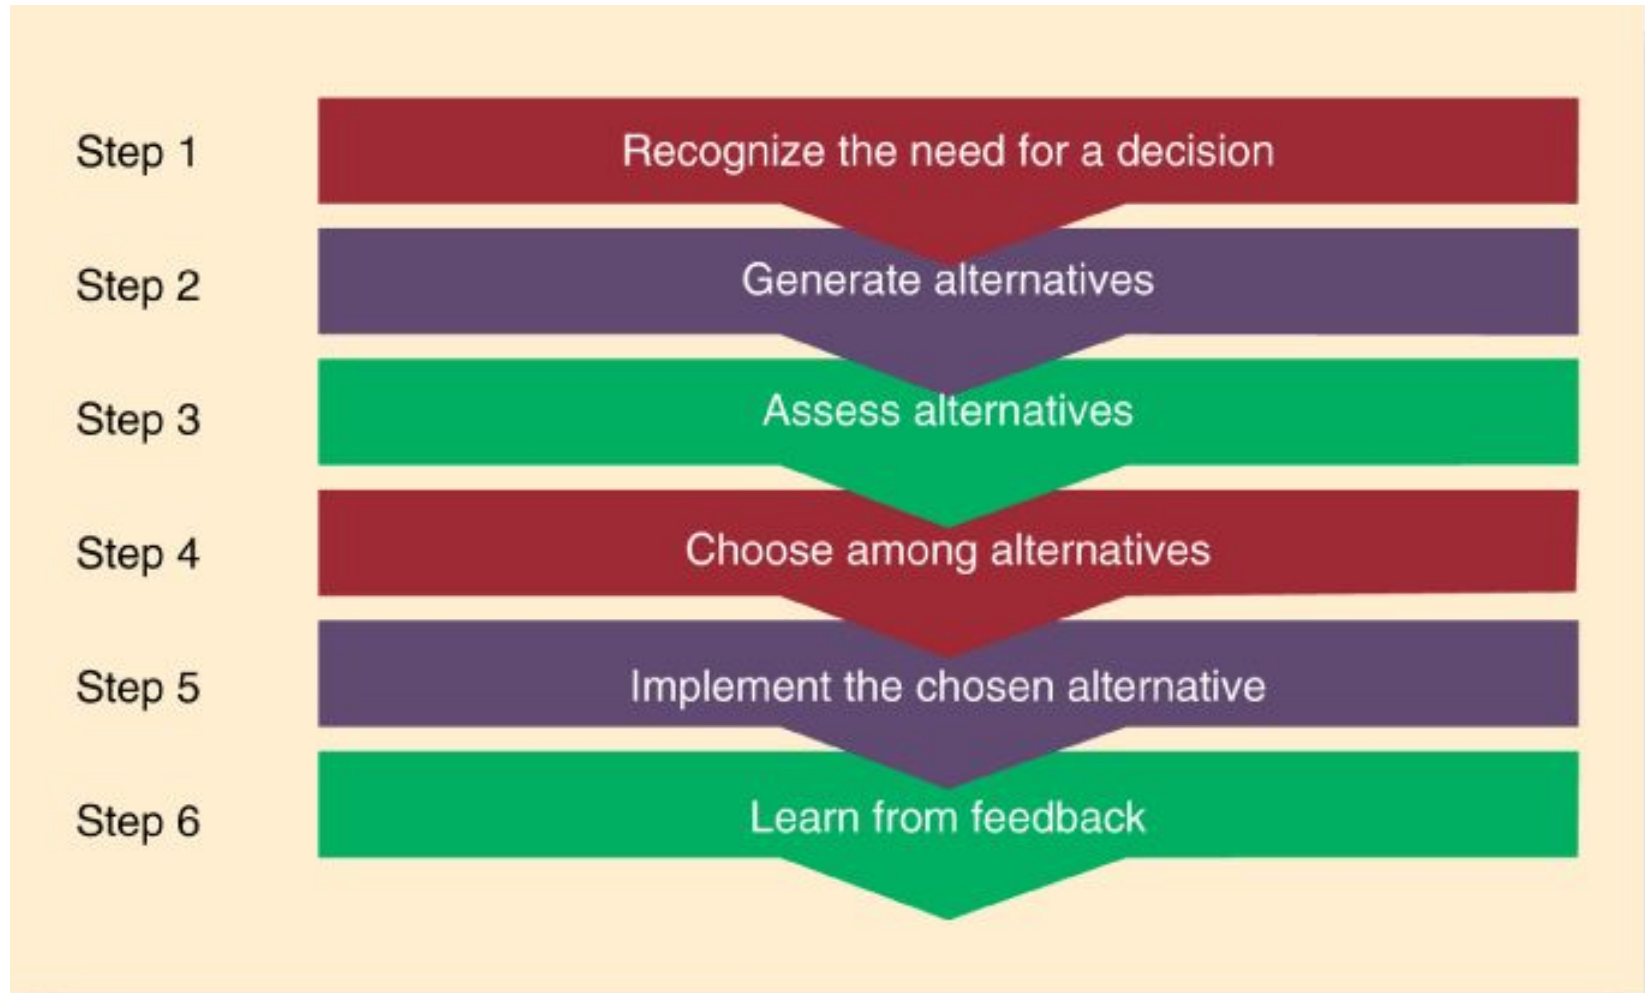 Step 1 Recognize the need for a decision
Step 2 Generate alternatives
Step 3 Assess alternatives
Step 4 Choose among alternatives
Step 5 Implement the chosen alternative
Step 6 Learn from feedback